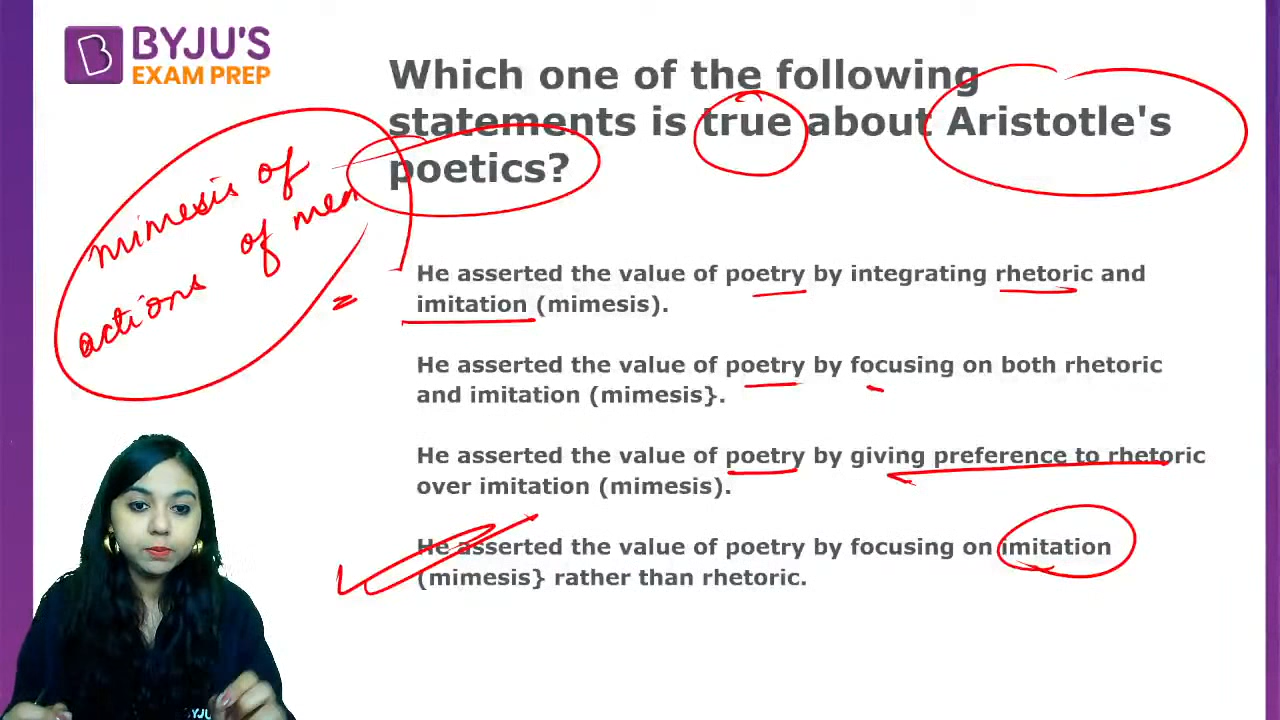 BYJU'S
EXAM PREP
Which one of the following
statements is true about Aristotle's
poetics?
mimesis of
actions of men
He asserted the value of poetry by integrating rhetoric and
imitation (mimesis).
He asserted the value of poetry by focusing on both rhetoric
and imitation (mimesis}.
He asserted the value of poetry by giving preference to rhetoric
over imitation (mimesis).
He asserted the value of poetry by focusing on imitation
(mimesis} rather than rhetoric.
BYJU